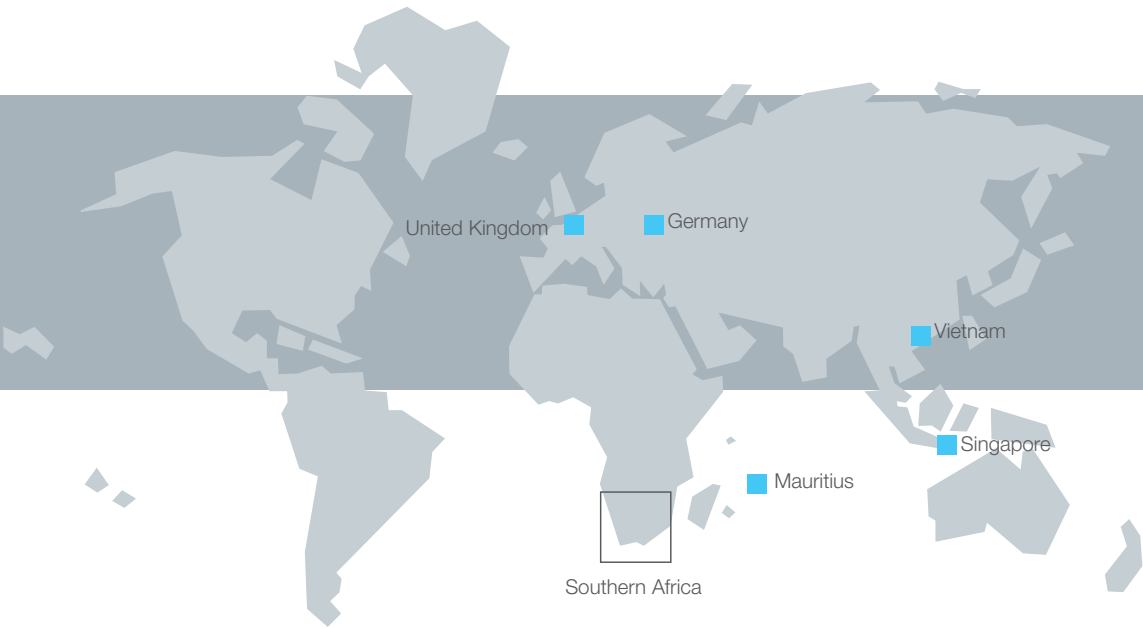 United Kingdom
Germany
Vietnam
Singapore
Mauritius
Southern Africa